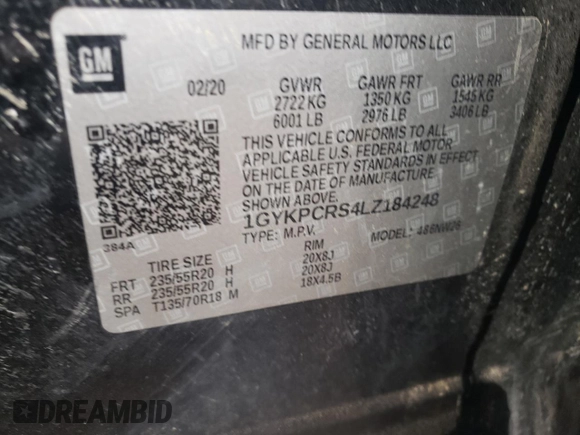 GM
MFD BY GENERAL MOTORS LLC
02/20 GVWR GAWR FRT GAWR RR
2722 KG 1350 KG 1545 KG
6001 LB 2976 LB 3406 LB
THIS VEHICLE CONFORMS TO ALL
APPLICABLE U.S. FEDERAL MOTOR
VEHICLE SAFETY STANDARDS IN EFFECT
ON THE DATE OF MANUFACTURE
SHOWN ABOVE.
1GYKPCRS4LZ184248
384A TYPE: M.P.V. MODEL: 486NW26
TIRE SIZE RIM
FRT 235/55R20 H 20X8J
RR 235/55R20 H 20X8J
SPA T135/70R18 M 18X4.5B
DREAMBID